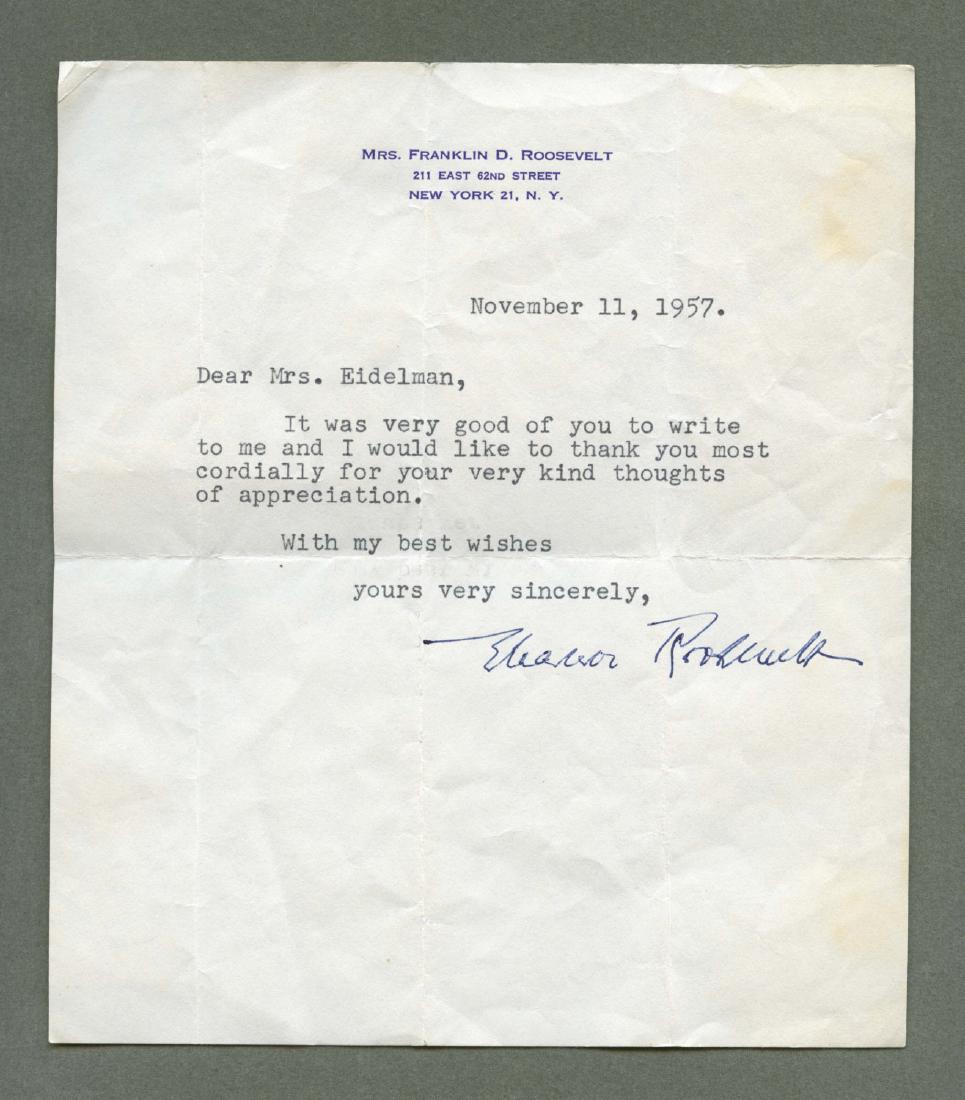 MRS. FRANKLIN D. ROOSEVELT
211 EAST 62ND STREET
NEW YORK 21, N. Y.
November 11, 1957.
Dear Mrs. Eidelman,
It was very good of you to write
to me and I would like to thank you most
cordially for your very kind thoughts
of appreciation.
With my best wishes
yours very sincerely,
Eleanor Roosevelt